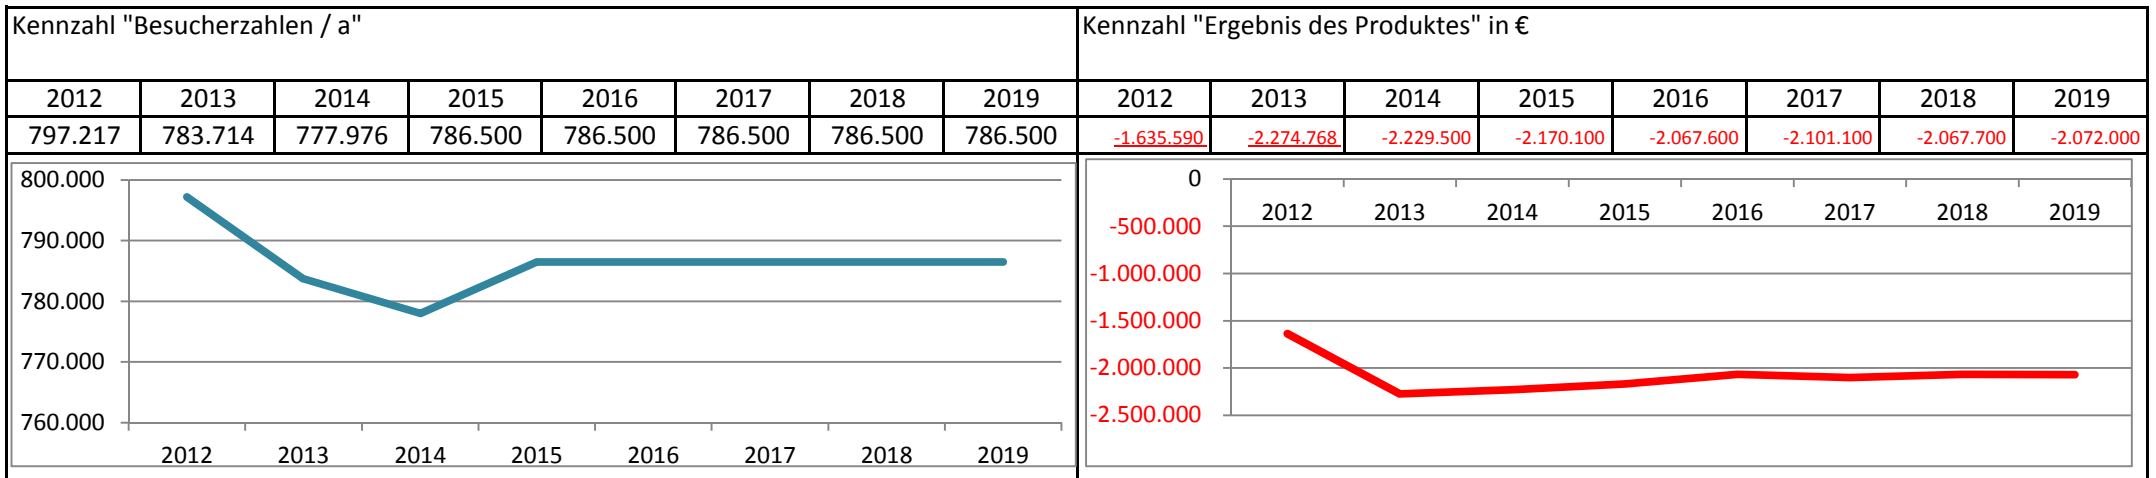 Kennzahl "Besucherzahlen / a"
2012 2013 2014 2015 2016 2017 2018 2019
797.217 783.714 777.976 786.500 786.500 786.500 786.500 786.500
800.000
790.000
780.000
770.000
760.000
2012 2013 2014 2015 2016 2017 2018 2019
Kennzahl "Ergebnis des Produktes" in €
2012 2013 2014 2015 2016 2017 2018 2019
-1.635.590 -2.274.768 -2.229.500 -2.170.100 -2.067.600 -2.101.100 -2.067.700 -2.072.000
0
2012 2013 2014 2015 2016 2017 2018 2019
-500.000
-1.000.000
-1.500.000
-2.000.000
-2.500.000